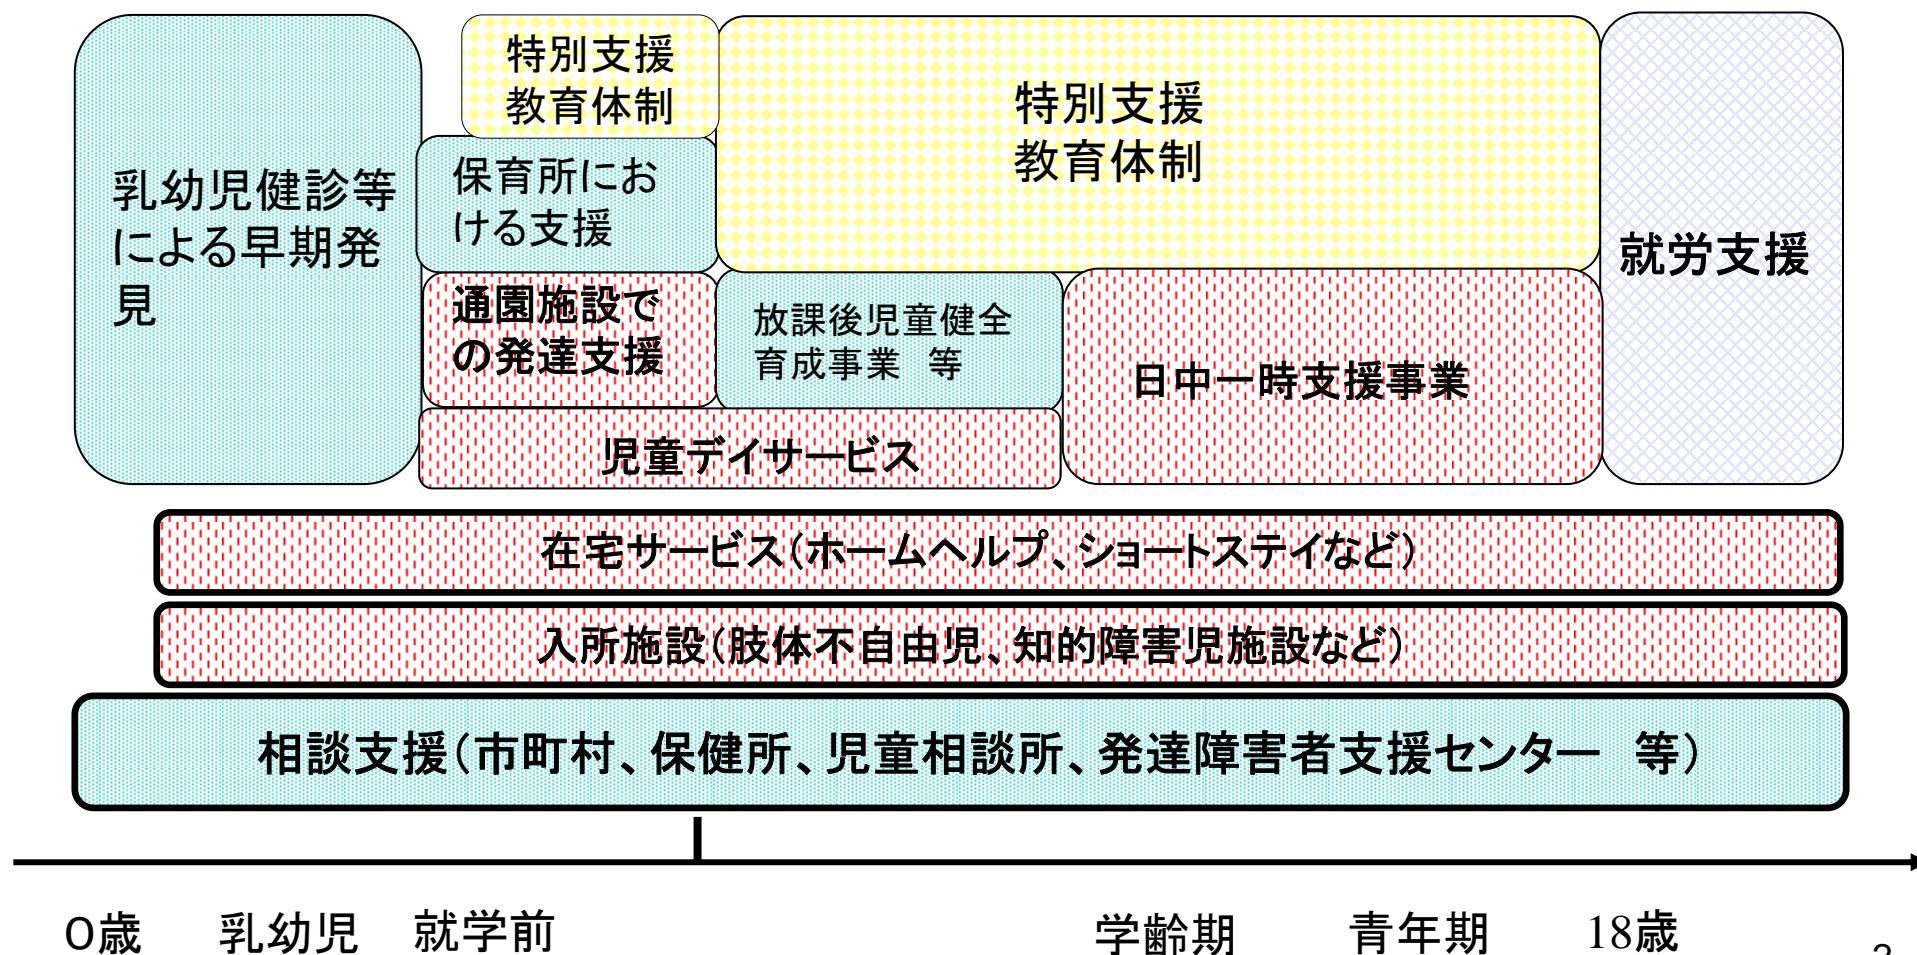 乳幼児健診等
による早期発
見
特別支援
教育体制
保育所にお
ける支援
通園施設で
の発達支援
特別支援
教育体制
放課後児童健全
育成事業　等
児童デイサービス
日中一時支援事業
就労支援
在宅サービス(ホームヘルプ、ショートステイなど)
入所施設(肢体不自由児、知的障害児施設など)
相談支援(市町村、保健所、児童相談所、発達障害者支援センター　等)
0歳　乳幼児　就学前　学齢期　青年期　18歳